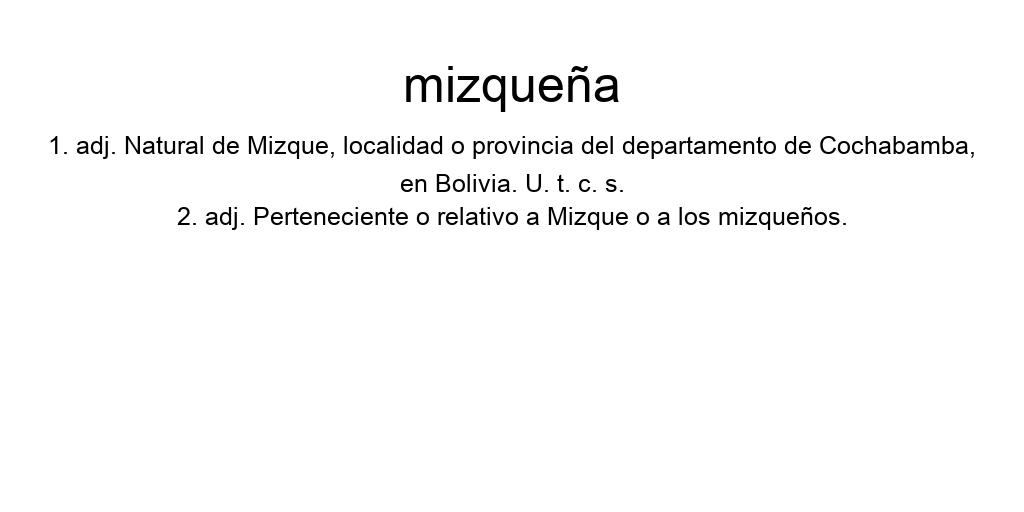 mizqueña
1. adj. Natural de Mizque, localidad o provincia del departamento de Cochabamba,
en Bolivia. U. t. c. s.
2. adj. Perteneciente o relativo a Mizque o a los mizqueños.